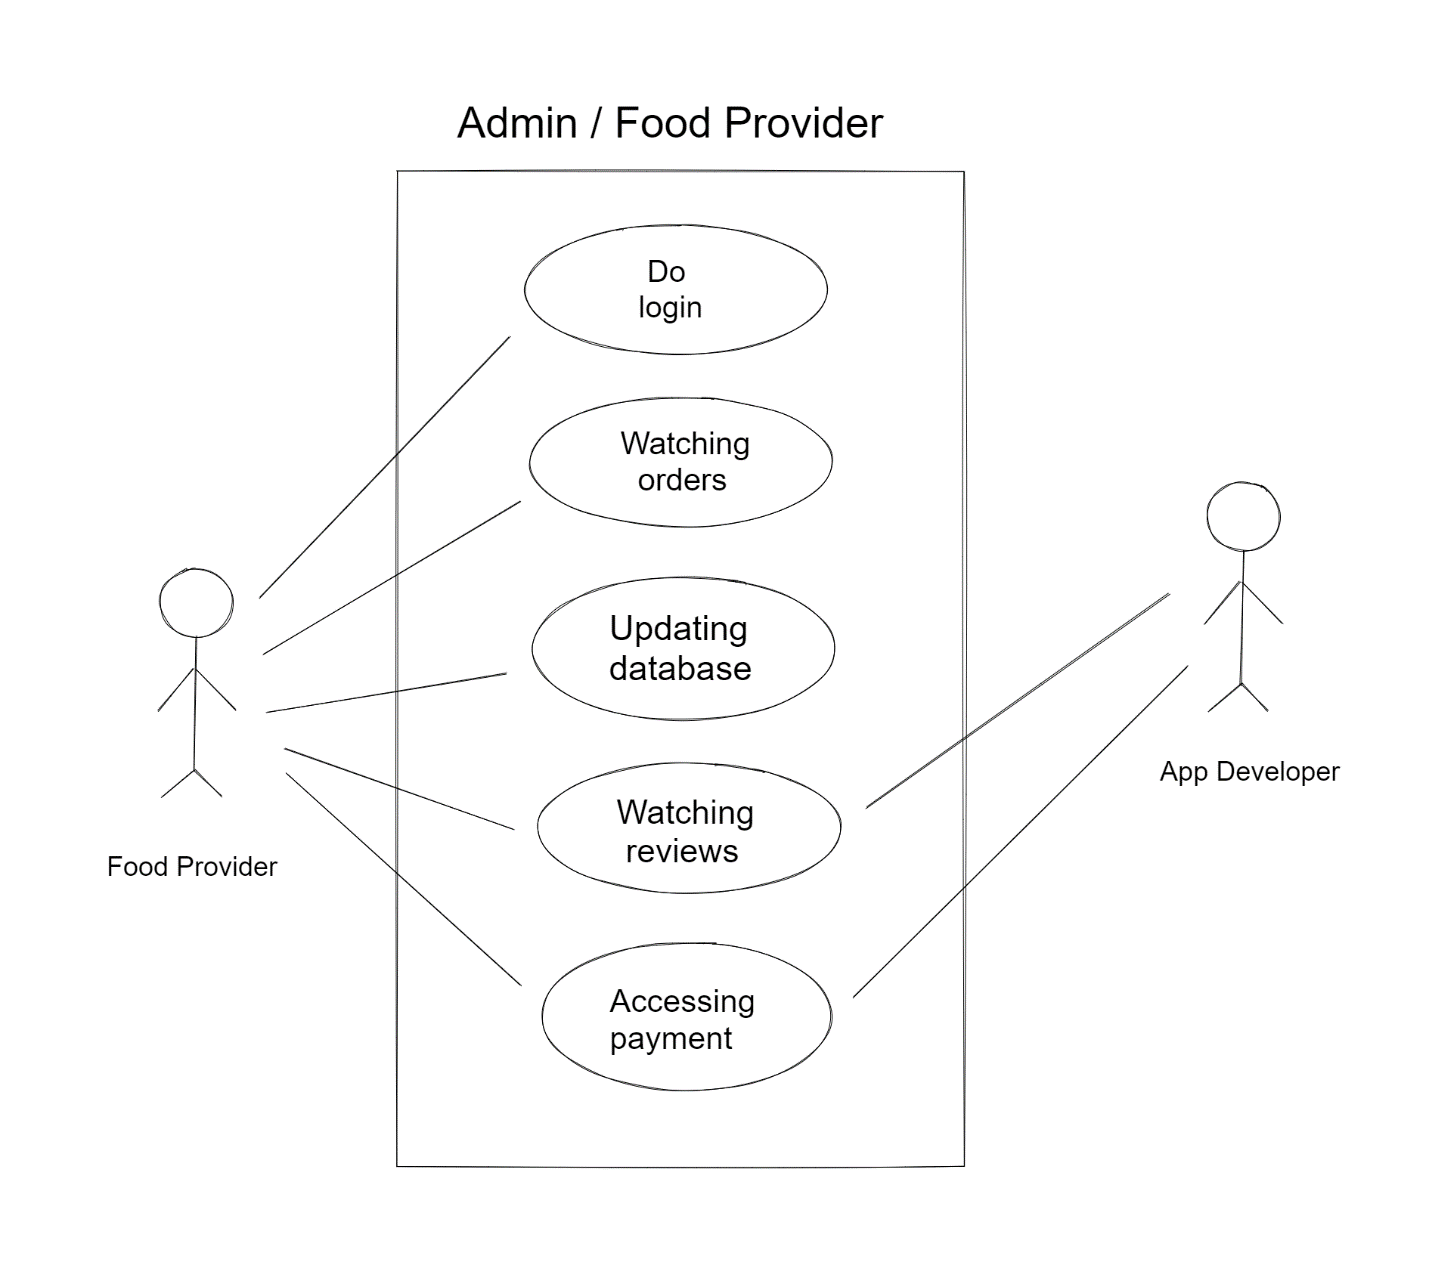 Admin / Food Provider
Do
login
Watching
orders
Updating
database
Watching
reviews
Accessing
payment
Food Provider
App Developer